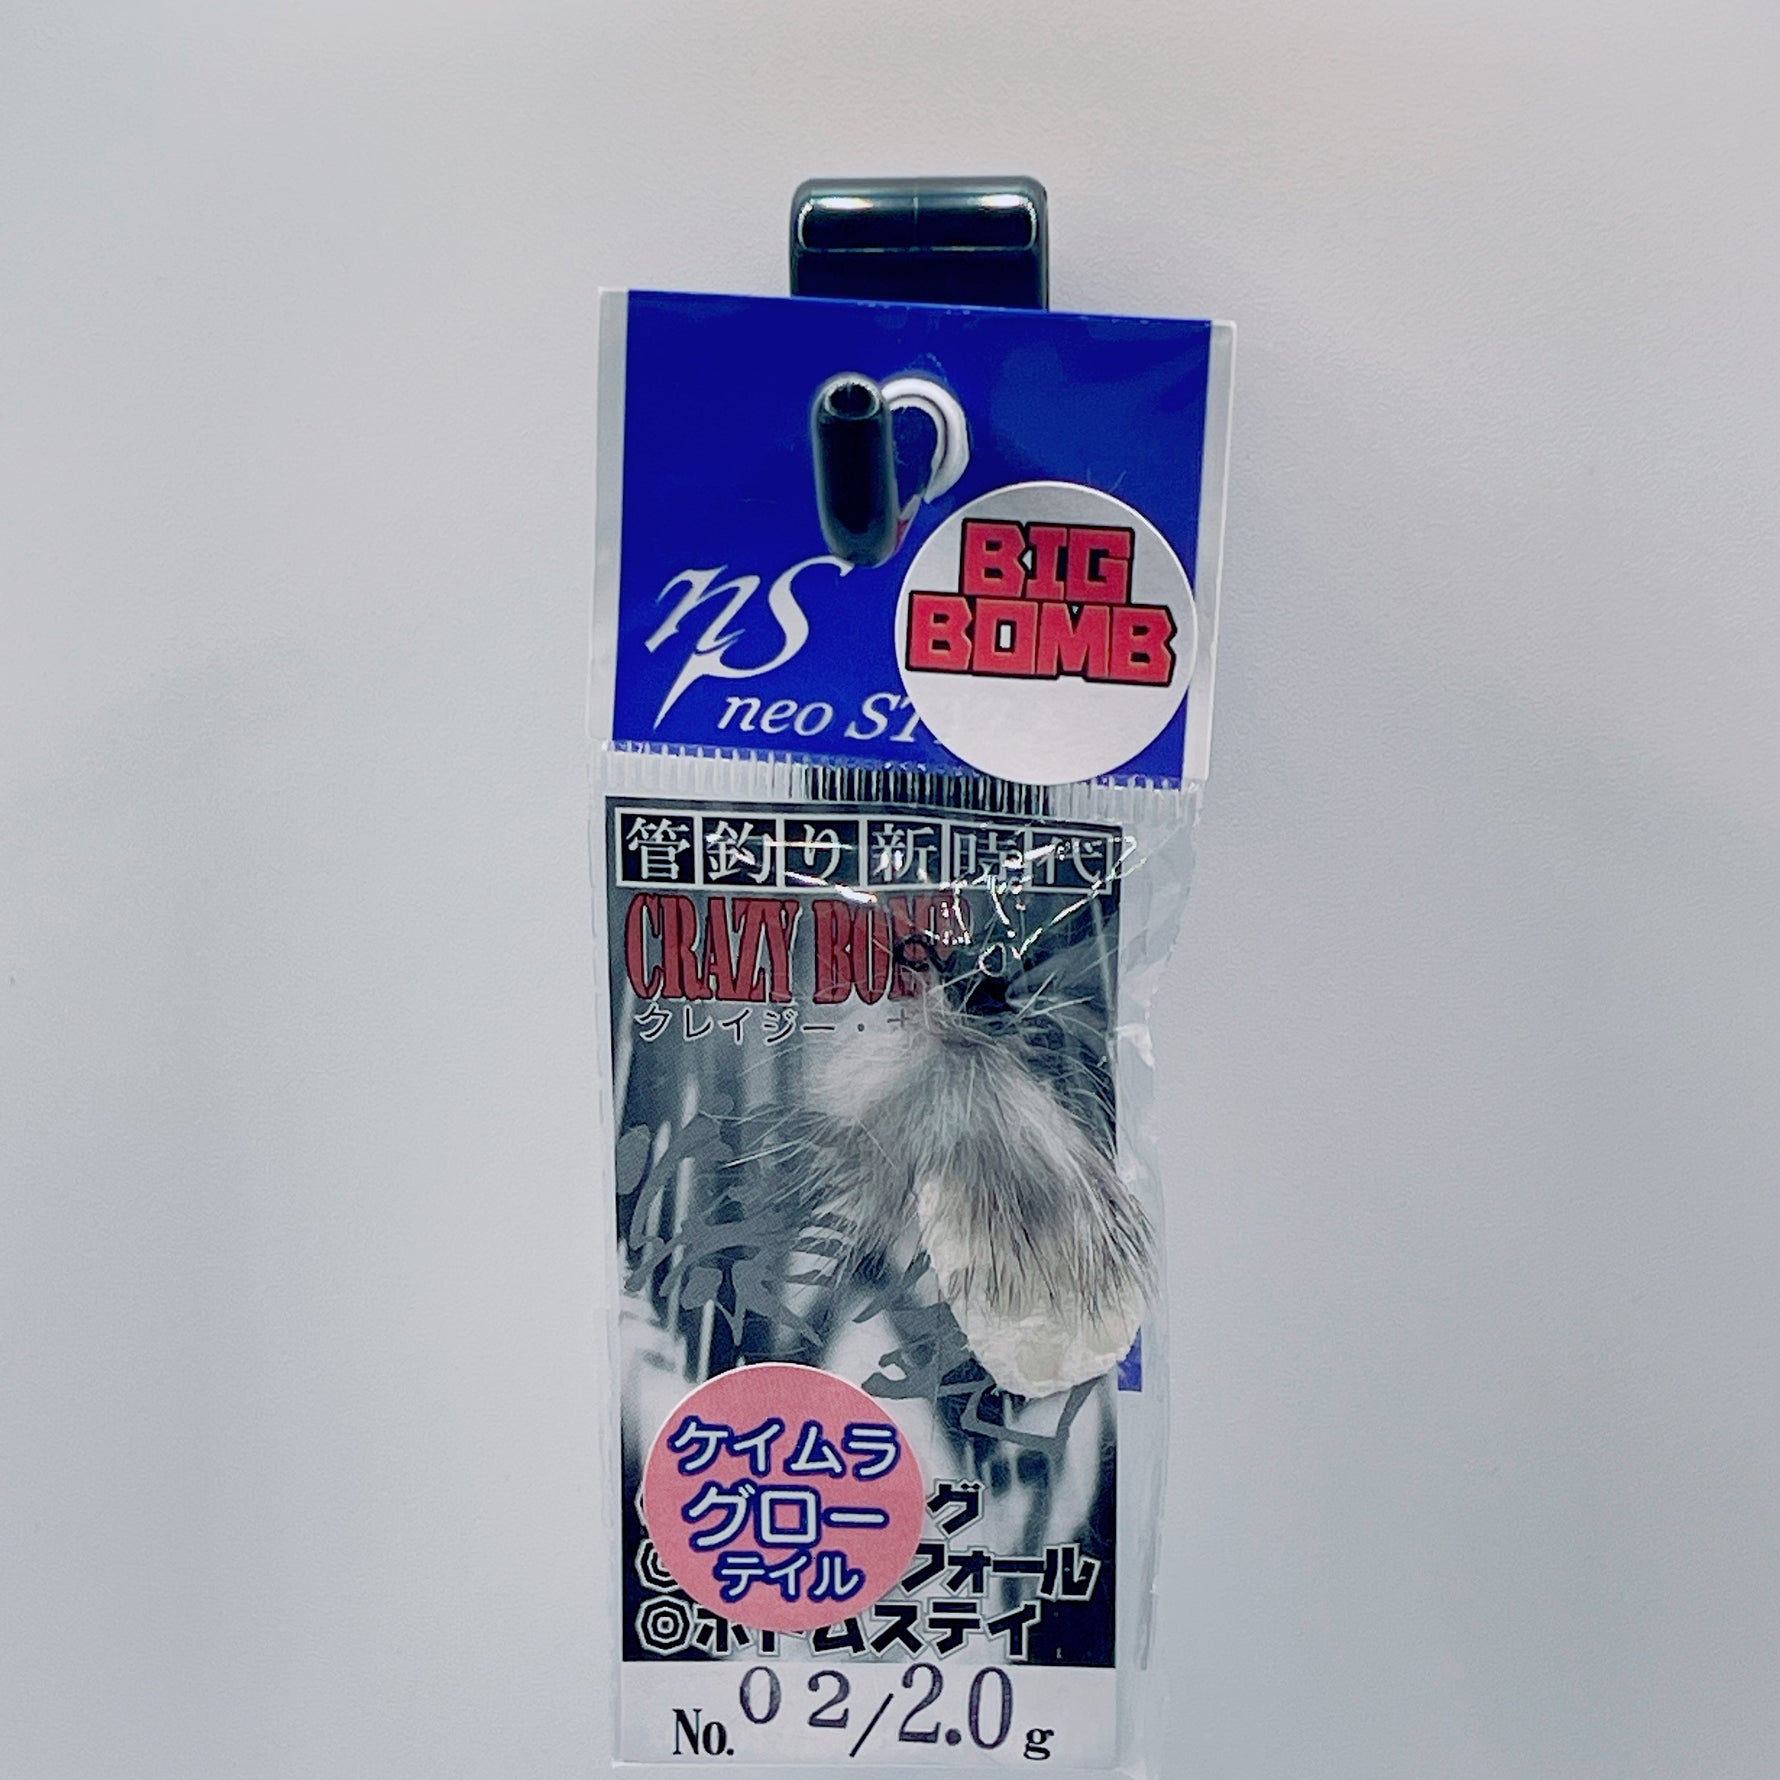 nS
neo
BIG
BOMB
管釣り新時代
CRAZY
クレイジー・
ケイムラ
グロー
テイル
グ
フォール
◎ボトムステイ
No. 02/2.0g